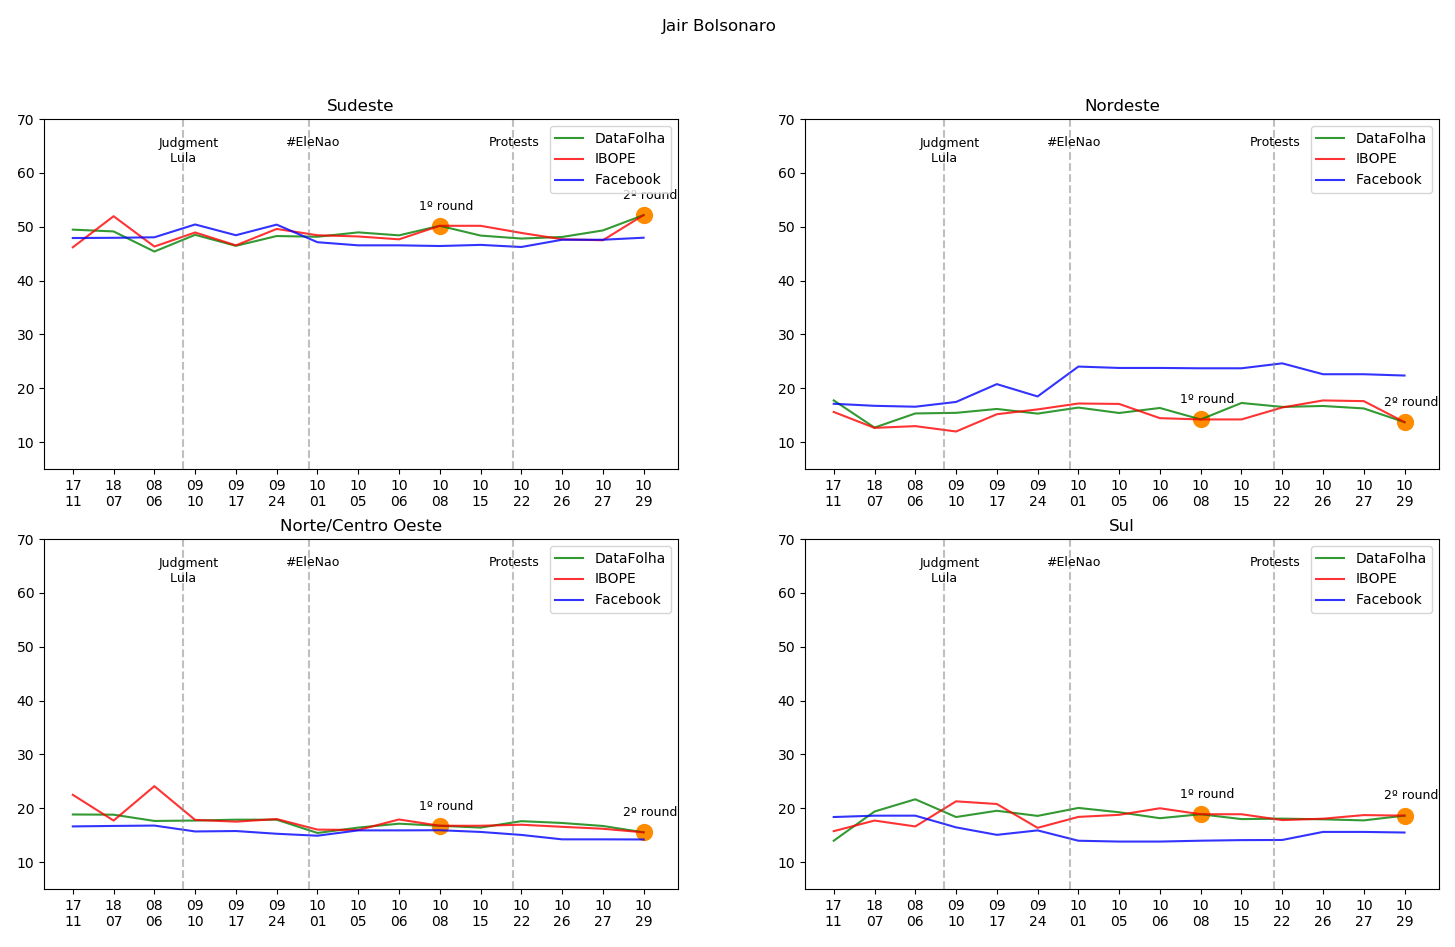 Jair Bolsonaro
Sudeste
70
60
50
40
30
20
10
Judgment
Lula
#EleNao
Protests
DataFolha
IBOPE
Facebook
1º round
2º round
17 18 08 09 09 09 10 10 10 10 10 10 10 10 10
11 07 06 10 17 24 01 05 06 08 15 22 26 27 29
Nordeste
70
60
50
40
30
20
10
Judgment
Lula
#EleNao
Protests
DataFolha
IBOPE
Facebook
1º round
2º round
17 18 08 09 09 09 10 10 10 10 10 10 10 10 10
11 07 06 10 17 24 01 05 06 08 15 22 26 27 29
Norte/Centro Oeste
70
60
50
40
30
20
10
Judgment
Lula
#EleNao
Protests
DataFolha
IBOPE
Facebook
1º round
2º round
17 18 08 09 09 09 10 10 10 10 10 10 10 10 10
11 07 06 10 17 24 01 05 06 08 15 22 26 27 29
Sul
70
60
50
40
30
20
10
Judgment
Lula
#EleNao
Protests
DataFolha
IBOPE
Facebook
1º round
2º round
17 18 08 09 09 09 10 10 10 10 10 10 10 10 10
11 07 06 10 17 24 01 05 06 08 15 22 26 27 29